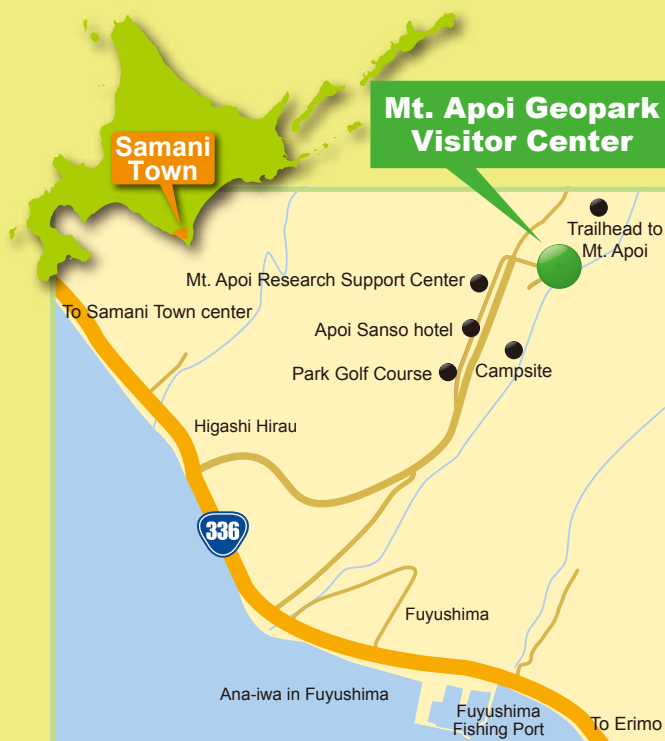 Samani
Town
Mt. Apoi Geopark
Visitor Center
Trailhead to
Mt. Apoi
Mt. Apoi Research Support Center
To Samani Town center
Apoi Sanso hotel
Park Golf Course
Campsite
Higashi Hirau
336
Fuyushima
Ana-iwa in Fuyushima
Fuyushima
Fishing Port
To Erimo